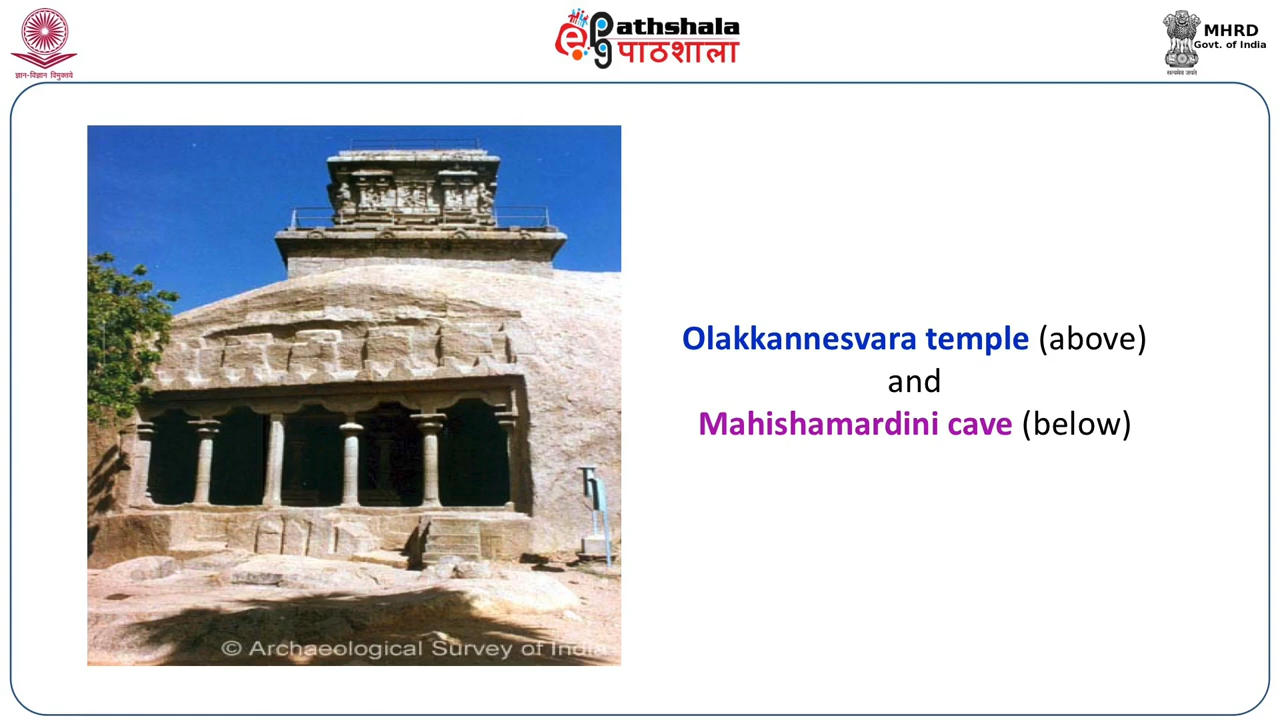 ज्ञान-विज्ञान विमुक्तये
ePathshala
पाठशाला
MHRD
Govt. of India
सत्यमेव जयते
Olakkannesvara temple (above)
and
Mahishamardini cave (below)
© Archaeological Survey of India